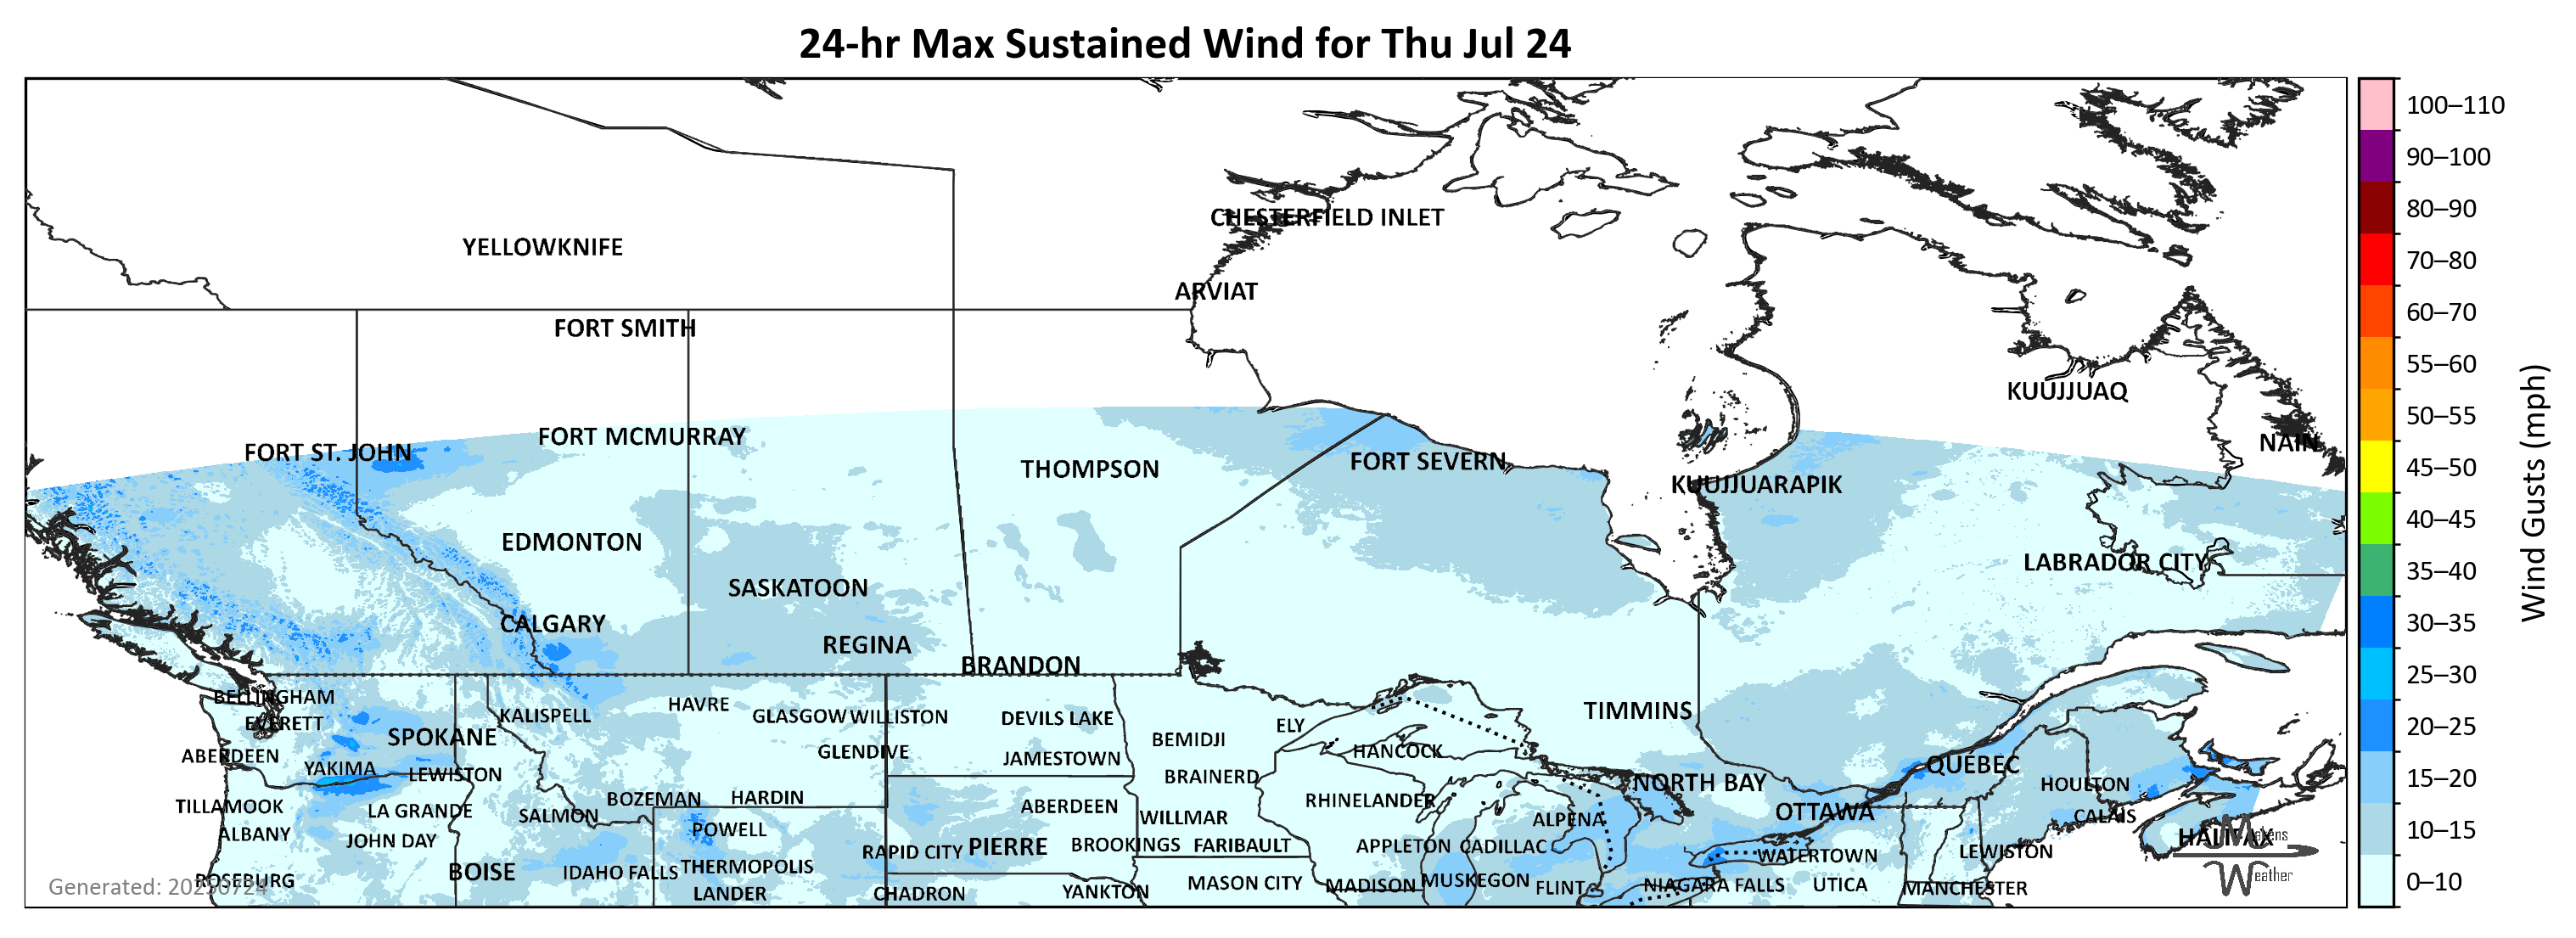 24-hr Max Sustained Wind for Thu Jul 24
100–110
90–100
80–90
70–80
60–70
55–60
50–55
45–50
40–45
35–40
30–35
25–30
20–25
15–20
10–15
0–10
Wind Gusts (mph)
CHESTERFIELD INLET
YELLOWKNIFE
ARVIAT
FORT SMITH
KUUJJUAQ
FORT MCMURRAY
NAIN
FORT ST. JOHN
FORT SEVERN
THOMPSON
KUUJJUARAPIK
EDMONTON
LABRADOR CITY
SASKATOON
CALGARY
REGINA
BRANDON
BELLINGHAM
HAVRE
TIMMINS
KALISPELL
GLASGOW
WILLISTON
DEVILS LAKE
EVERETT
ELY
SPOKANE
BEMIDJI
GLENDIVE
HANCOCK
ABERDEEN
JAMESTOWN
QUÉBEC
YAKIMA
LEWISTON
BRAINERD
NORTH BAY
HOULTON
BOZEMAN
HARDIN
RHINELANDER
TILLAMOOK
LA GRANDE
ABERDEEN
OTTAWA
SALMON
WILLMAR
ALPENA
CALAIS
ALBANY
POWELL
HALIFAX
JOHN DAY
PIERRE
BROOKINGS
FARIBAULT
APPLETON
CADILLAC
RAPID CITY
WATERTOWN
LEWISTON
BOISE
IDAHO FALLS
THERMOPOLIS
ROSEBURG
MASON CITY
MADISON
MUSKEGON
FLINT
NIAGARA FALLS
UTICA
MANCHESTER
LANDER
CHADRON
YANKTON
Generated: 20250724
Weather